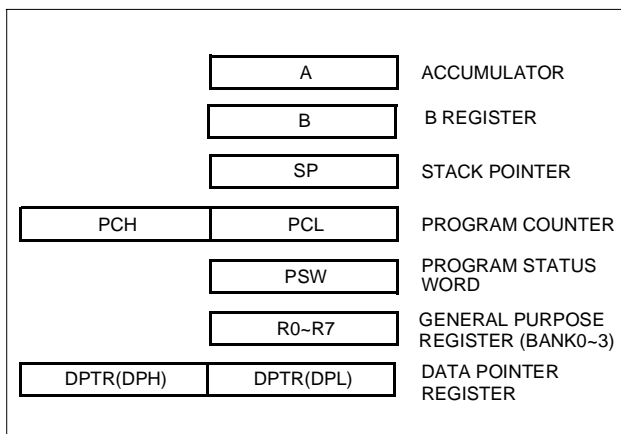 A ACCUMULATOR
B B REGISTER
SP STACK POINTER
PCH PCL PROGRAM COUNTER
PSW PROGRAM STATUS
WORD
R0~R7 GENERAL PURPOSE
REGISTER (BANK0~3)
DPTR(DPH) DPTR(DPL) DATA POINTER
REGISTER